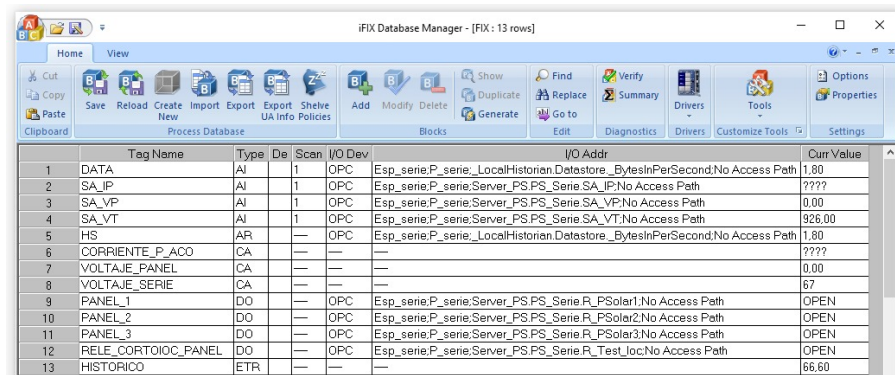 iFIX Database Manager - [FIX : 13 rows]
Home View
Cut Copy Paste
Save Reload Create New Import Export Export UA Info Shelve Policies
Add Modify Delete
Show Duplicate Generate
Find Replace Go to
Verify Summary
Drivers Tools
Options Properties
Clipboard Process Database Blocks Edit Diagnostics Drivers Customize Tools Settings
Tag Name Type De Scan I/O Dev I/O Addr Curr Value
1 DATA AI 1 OPC Esp_serie;P_serie;_LocalHistorian.Datastore._BytesInPerSecond;No Access Path 1,80
2 SA_IP AI 1 OPC Esp_serie;P_serie;Server_PS.PS_Serie.SA_IP;No Access Path ????
3 SA_VP AI 1 OPC Esp_serie;P_serie;Server_PS.PS_Serie.SA_VP;No Access Path 0,00
4 SA_VT AI 1 OPC Esp_serie;P_serie;Server_PS.PS_Serie.SA_VT;No Access Path 926,00
5 HS AR — OPC Esp_serie;P_serie;_LocalHistorian.Datastore._BytesInPerSecond;No Access Path 1,80
6 CORRIENTE_P_ACO CA — — — ????
7 VOLTAJE_PANEL CA — — — 0,00
8 VOLTAJE_SERIE CA — — — 67
9 PANEL_1 DO — OPC Esp_serie;P_serie;Server_PS.PS_Serie.R_PSolar1;No Access Path OPEN
10 PANEL_2 DO — OPC Esp_serie;P_serie;Server_PS.PS_Serie.R_PSolar2;No Access Path OPEN
11 PANEL_3 DO — OPC Esp_serie;P_serie;Server_PS.PS_Serie.R_PSolar3;No Access Path OPEN
12 RELE_CORTOIOC_PANEL DO — OPC Esp_serie;P_serie;Server_PS.PS_Serie.R_Test_Ioc;No Access Path OPEN
13 HISTORICO ETR — — — 66,60